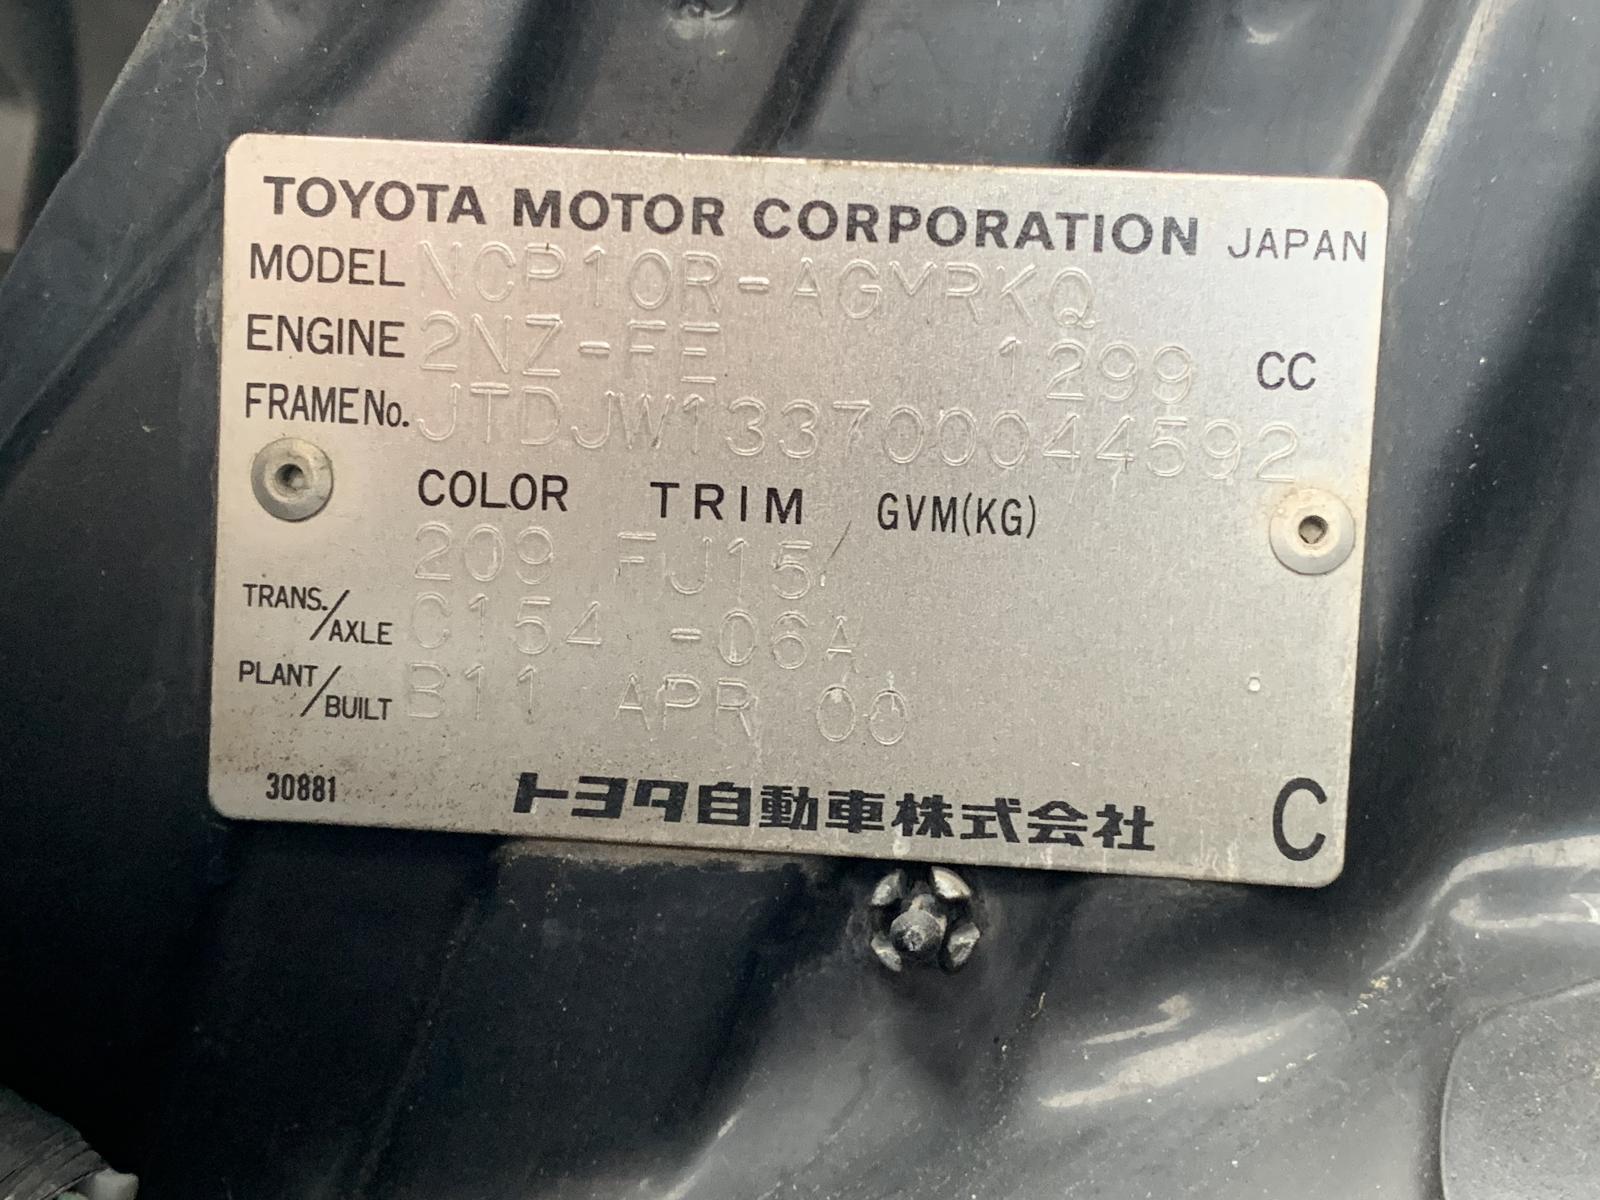 TOYOTA MOTOR CORPORATION JAPAN
MODEL NCP10R-AGMRKQ
ENGINE 2NZ-FE 1299 CC
FRAME No. JTDJW133700044592
COLOR TRIM GVM(KG)
209 FJ15
TRANS./AXLE C154 -06A
PLANT/BUILT B11 APR 00
30881 トヨタ自動車株式会社 C